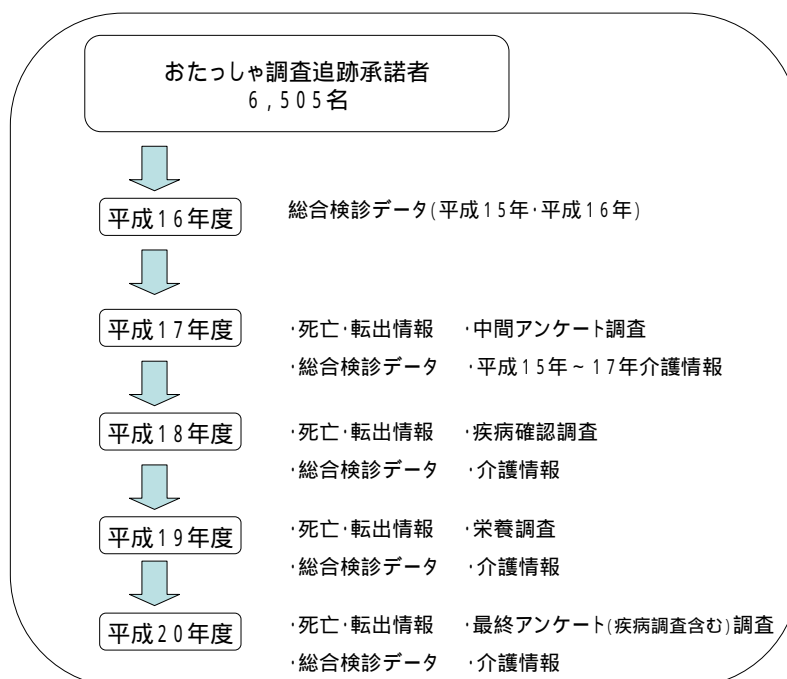 おたっしゃ調査追跡承諾者
6,505名
平成16年度
総合検診データ(平成15年・平成16年)
平成17年度
・死亡・転出情報 ・中間アンケート調査
・総合検診データ ・平成15年~17年介護情報
平成18年度
・死亡・転出情報 ・疾病確認調査
・総合検診データ ・介護情報
平成19年度
・死亡・転出情報 ・栄養調査
・総合検診データ ・介護情報
平成20年度
・死亡・転出情報 ・最終アンケート(疾病調査含む)調査
・総合検診データ ・介護情報